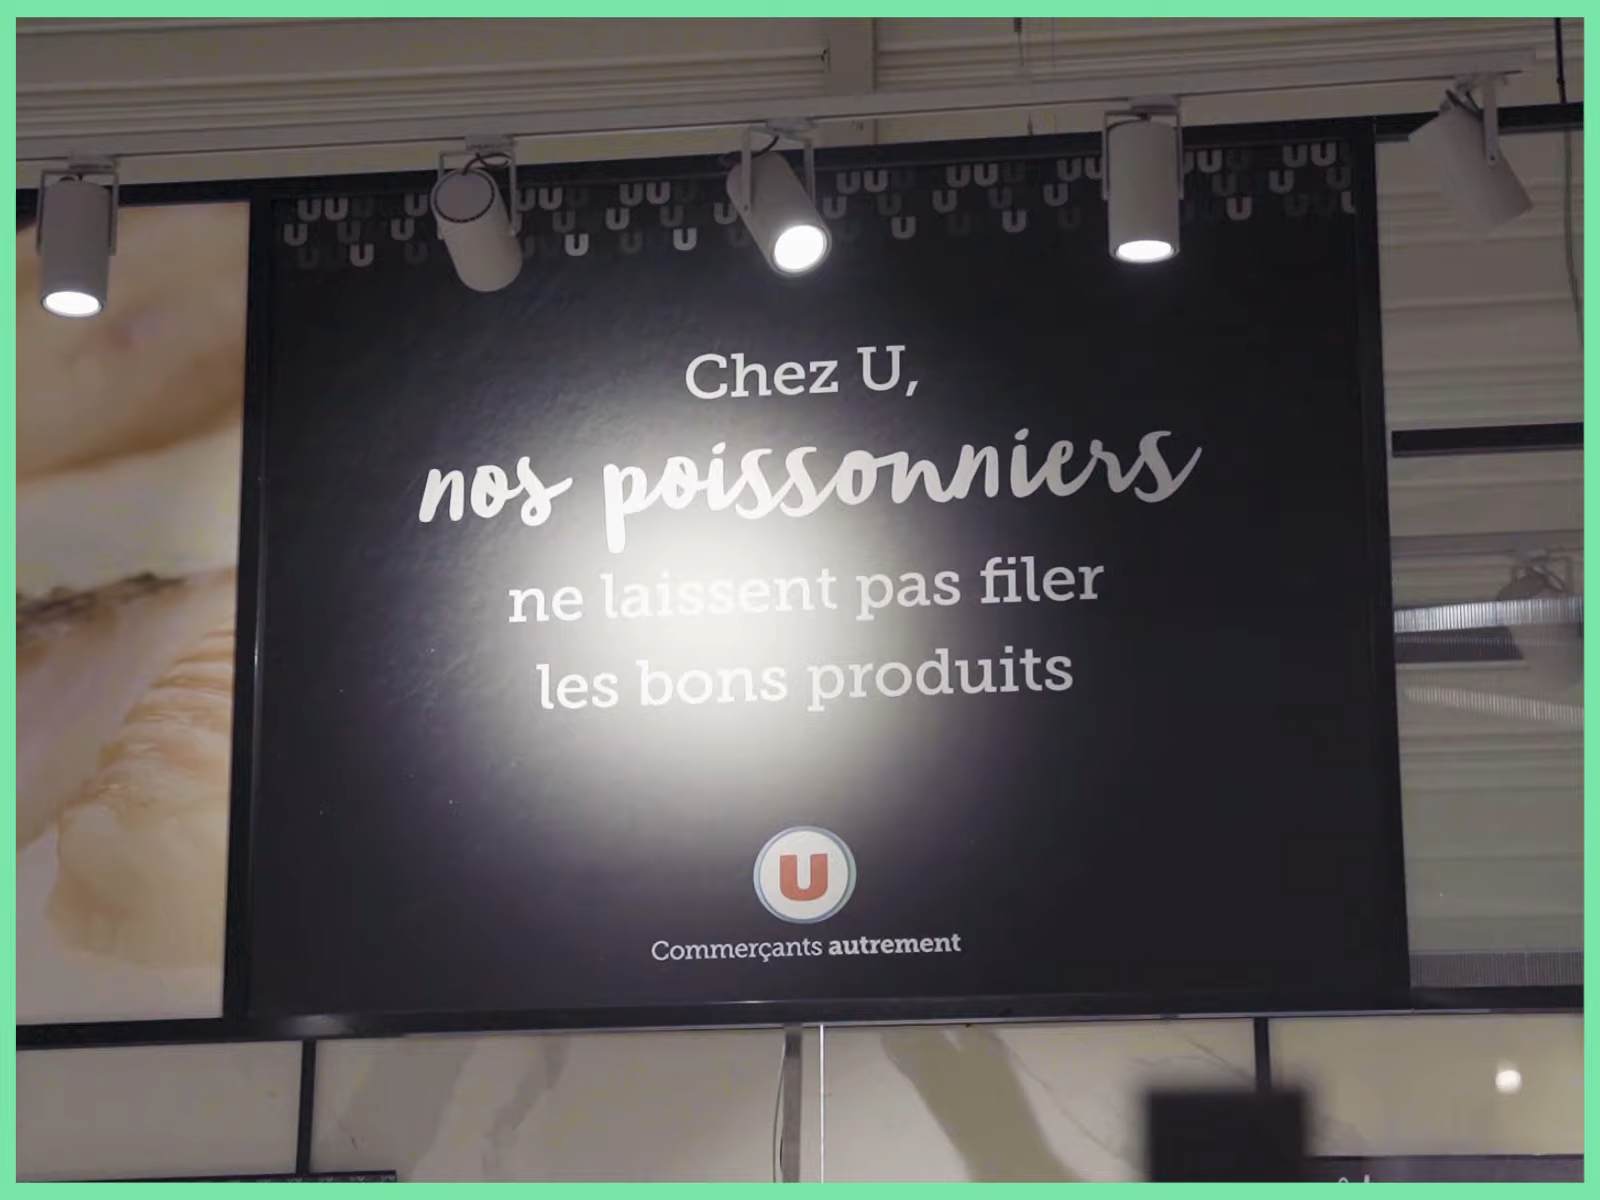 Chez U,
nos poissonniers
ne laissent pas filer
les bons produits
U
Commerçants autrement